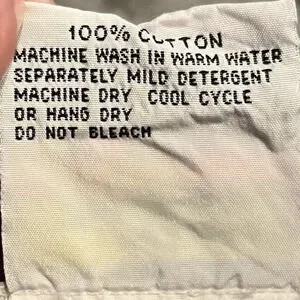 100% COTTON
MACHINE WASH IN WARM WATER
SEPARATELY MILD DETERGENT
MACHINE DRY COOL CYCLE
OR HANG DRY
DO NOT BLEACH